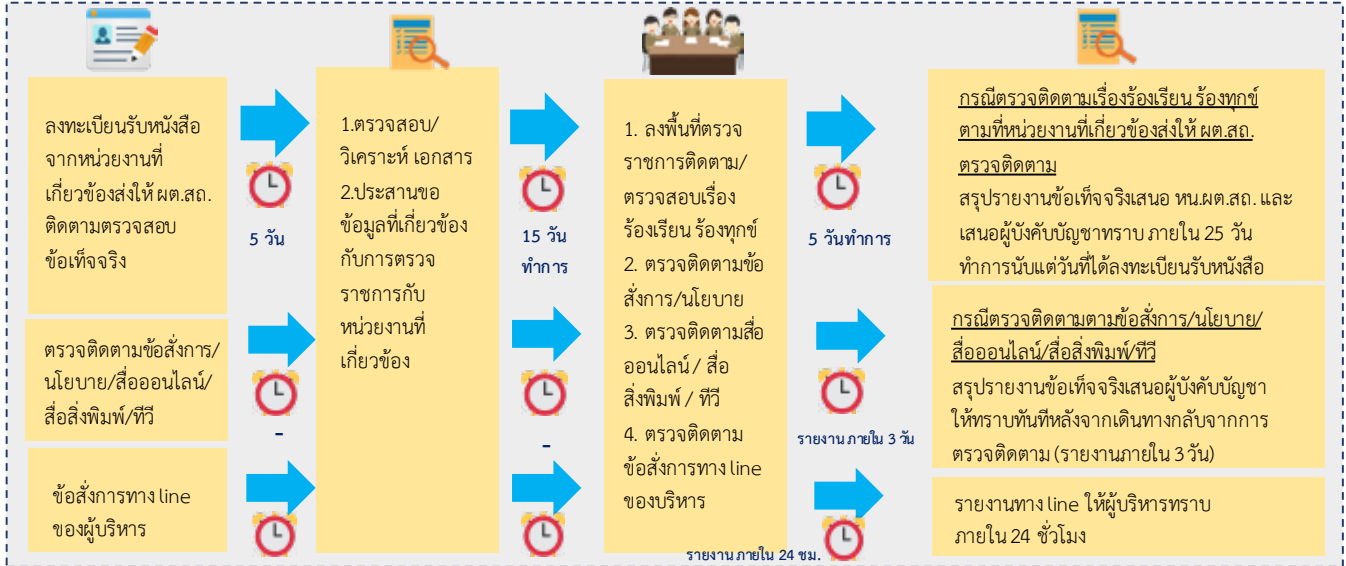 ลงทะเบียนรับหนังสือ
จากหน่วยงานที่
เกี่ยวข้องส่งให้ ผต.สถ.
ติดตามตรวจสอบ
ข้อเท็จจริง
5 วัน
1.ตรวจสอบ/
วิเคราะห์ เอกสาร
2.ประสานขอ
ข้อมูลที่เกี่ยวข้อง
กับการตรวจ
ราชการกับ
หน่วยงานที่
เกี่ยวข้อง
15 วัน
ทำการ
1. ลงพื้นที่ตรวจ
ราชการติดตาม/
ตรวจสอบเรื่อง
ร้องเรียน ร้องทุกข์
2. ตรวจติดตามข้อ
สั่งการ/นโยบาย
3. ตรวจติดตามสื่อ
ออนไลน์ / สื่อ
สิ่งพิมพ์ / ทีวี
4. ตรวจติดตาม
ข้อสั่งการทาง line
ของบริหาร
5 วันทำการ
กรณีตรวจติดตามเรื่องร้องเรียน ร้องทุกข์
ตามที่หน่วยงานที่เกี่ยวข้องส่งให้ ผต.สถ.
ตรวจติดตาม
สรุปรายงานข้อเท็จจริงเสนอ หน.ผต.สถ. และ
เสนอผู้บังคับบัญชาทราบ ภายใน 25 วัน
ทำการนับแต่วันที่ได้ลงทะเบียนรับหนังสือ
ตรวจติดตามข้อสั่งการ/
นโยบาย/สื่อออนไลน์/
สื่อสิ่งพิมพ์/ทีวี
-
-
รายงาน ภายใน 3 วัน
กรณีตรวจติดตามตามข้อสั่งการ/นโยบาย/
สื่อออนไลน์/สื่อสิ่งพิมพ์/ทีวี
สรุปรายงานข้อเท็จจริงเสนอผู้บังคับบัญชา
ให้ทราบทันทีหลังจากเดินทางกลับจากการ
ตรวจติดตาม (รายงานภายใน 3 วัน)
ข้อสั่งการทาง line
ของผู้บริหาร
รายงาน ภายใน 24 ชม.
รายงานทาง line ให้ผู้บริหารทราบ
ภายใน 24 ชั่วโมง